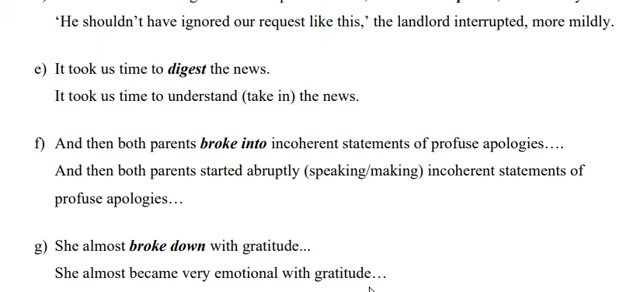 ‘He shouldn’t have ignored our request like this,’ the landlord interrupted, more mildly.
e) It took us time to digest the news.
It took us time to understand (take in) the news.
f) And then both parents broke into incoherent statements of profuse apologies….
And then both parents started abruptly (speaking/making) incoherent statements of
profuse apologies…
g) She almost broke down with gratitude...
She almost became very emotional with gratitude…